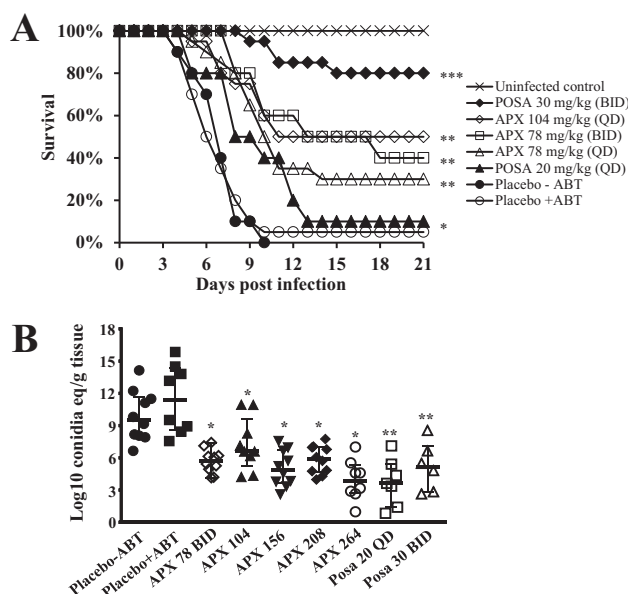 A
100%
80%
60%
40%
20%
0%
Survival
0 3 6 9 12 15 18 21
Days post infection
***
**
**
**
*
Uninfected control
POSA 30 mg/kg (BID)
APX 104 mg/kg (QD)
APX 78 mg/kg (BID)
APX 78 mg/kg (QD)
POSA 20 mg/kg (QD)
Placebo - ABT
Placebo +ABT
B
Log10 conidia eq/g tissue
18
15
12
9
6
3
0
* * * * * ** **
Placebo-ABT
Placebo+ABT
APX 78 BID
APX 104
APX 156
APX 208
APX 264
Posa 20 QD
Posa 30 BID